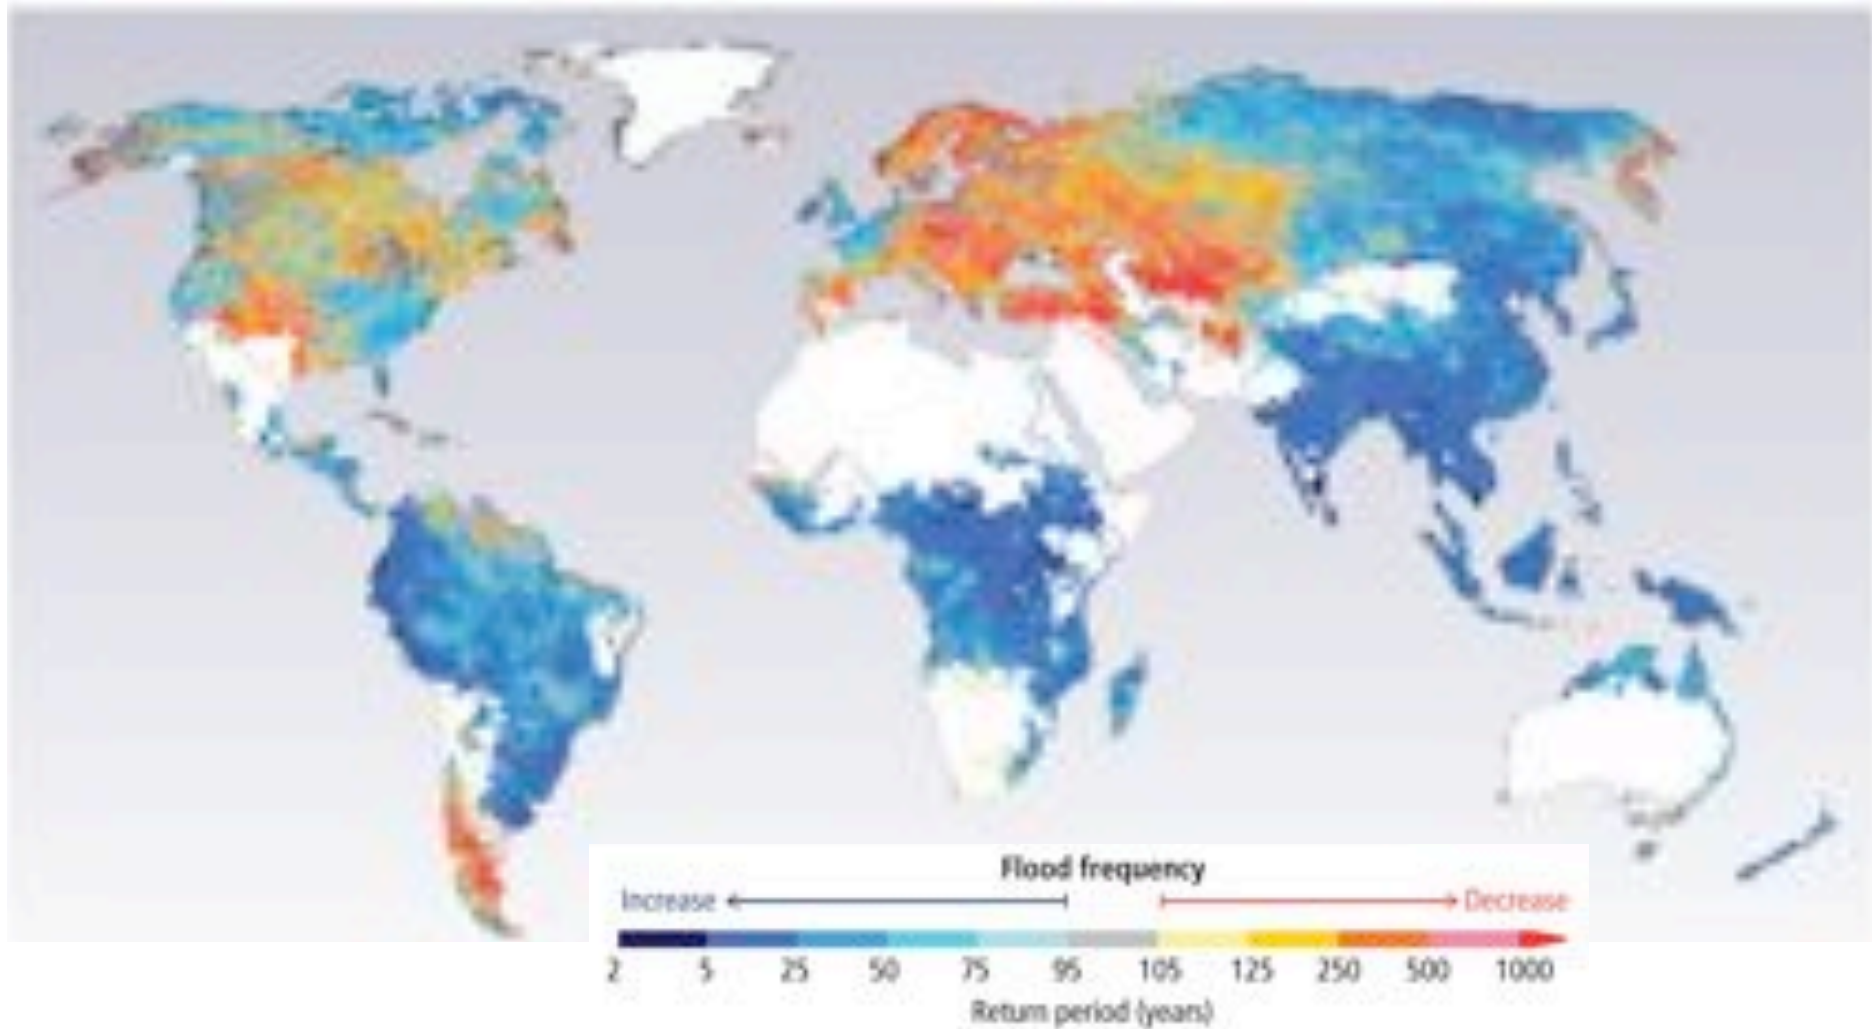 Flood frequency
Increase Decrease
2 5 25 50 75 95 105 125 250 500 1000
Return period (years)